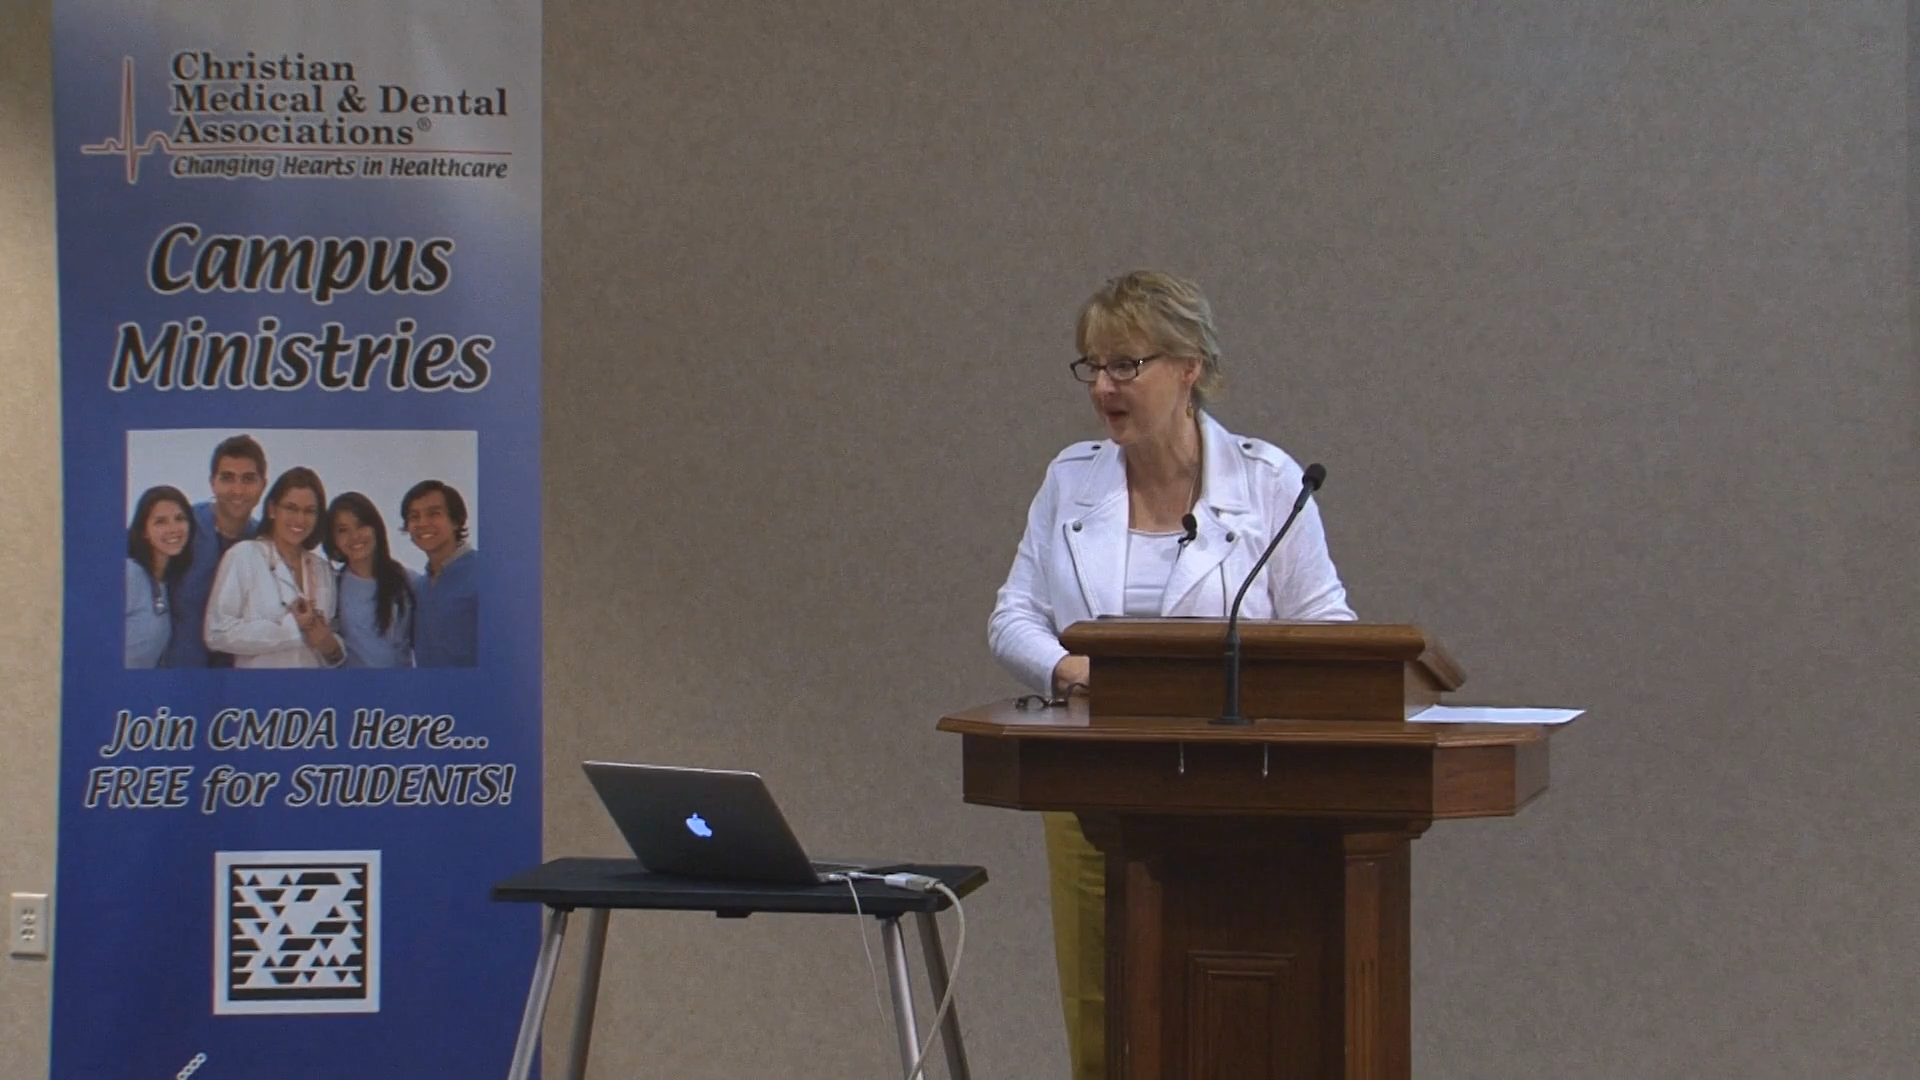 Christian
Medical & Dental
Associations®
Changing Hearts in Healthcare
Campus
Ministries
Join CMDA Here...
FREE for STUDENTS!